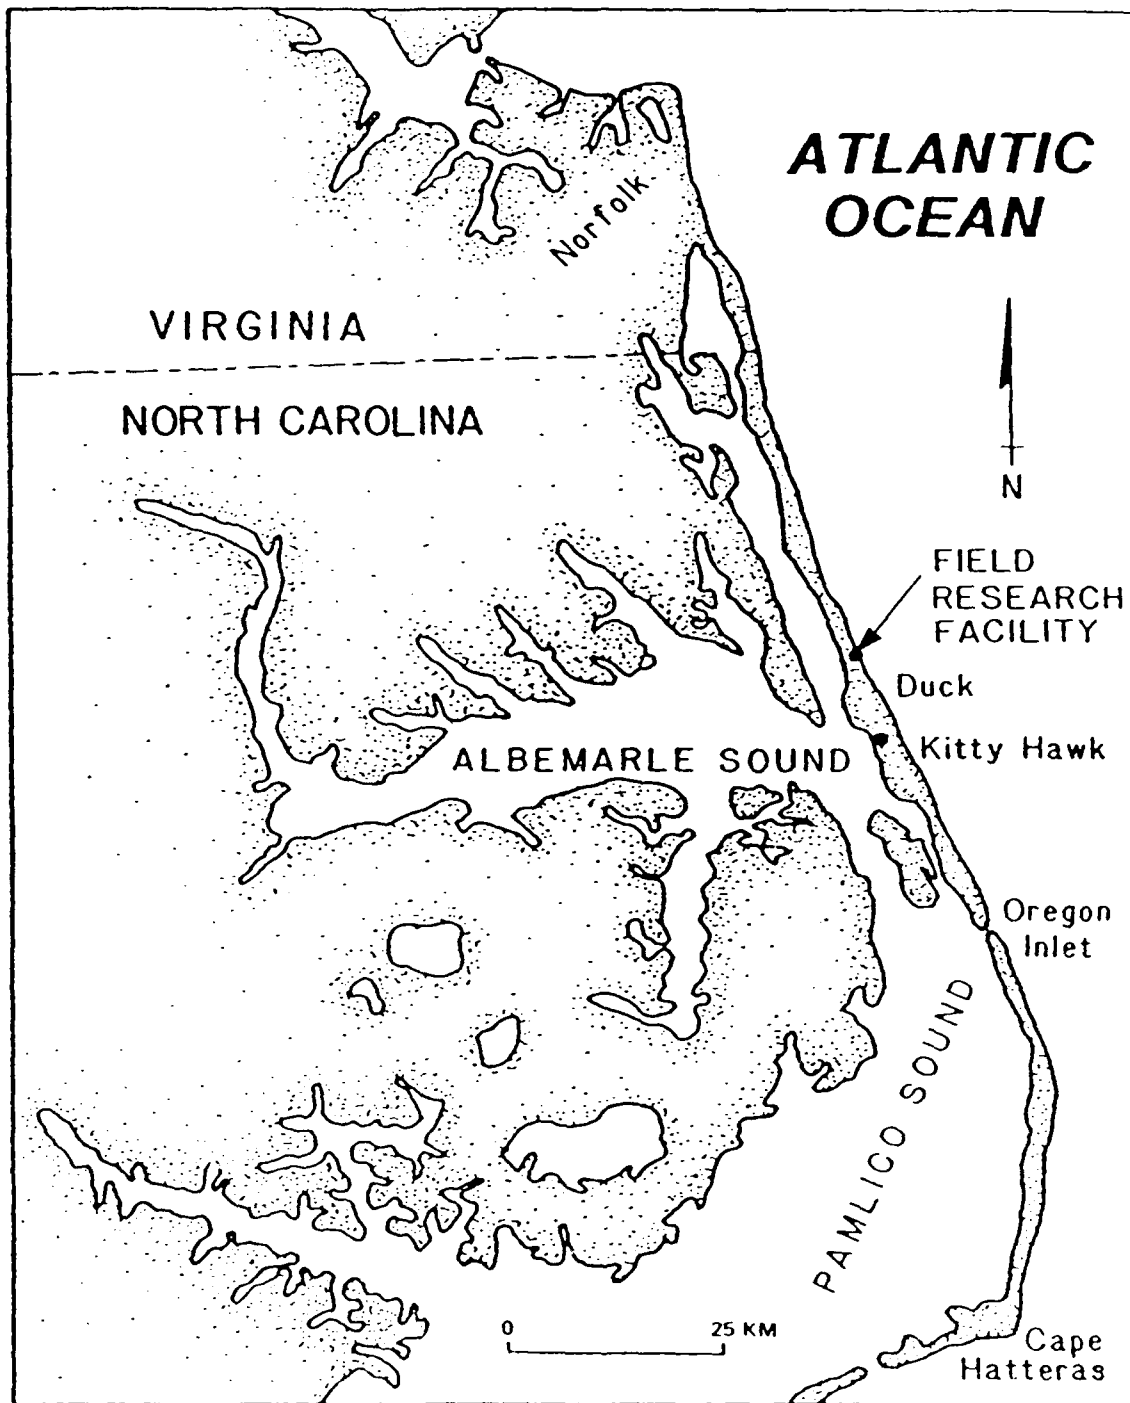 ATLANTIC
OCEAN
Norfolk
VIRGINIA
NORTH CAROLINA
N
FIELD
RESEARCH
FACILITY
Duck
Kitty Hawk
ALBEMARLE SOUND
Oregon
Inlet
PAMLICO SOUND
0 25 KM
Cape
Hatteras